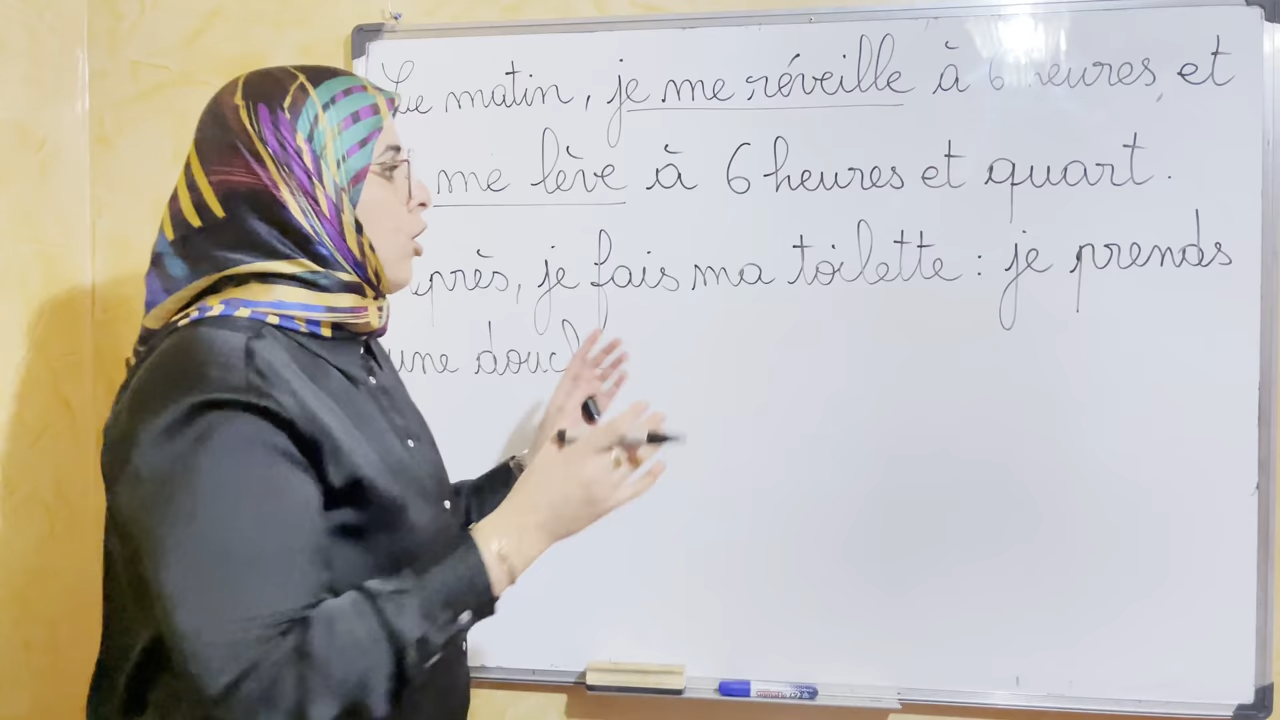 Le matin, je me réveille à 6 heures, et
me lève à 6 heures et quart.
après, je fais ma toilette : je prends
une douch